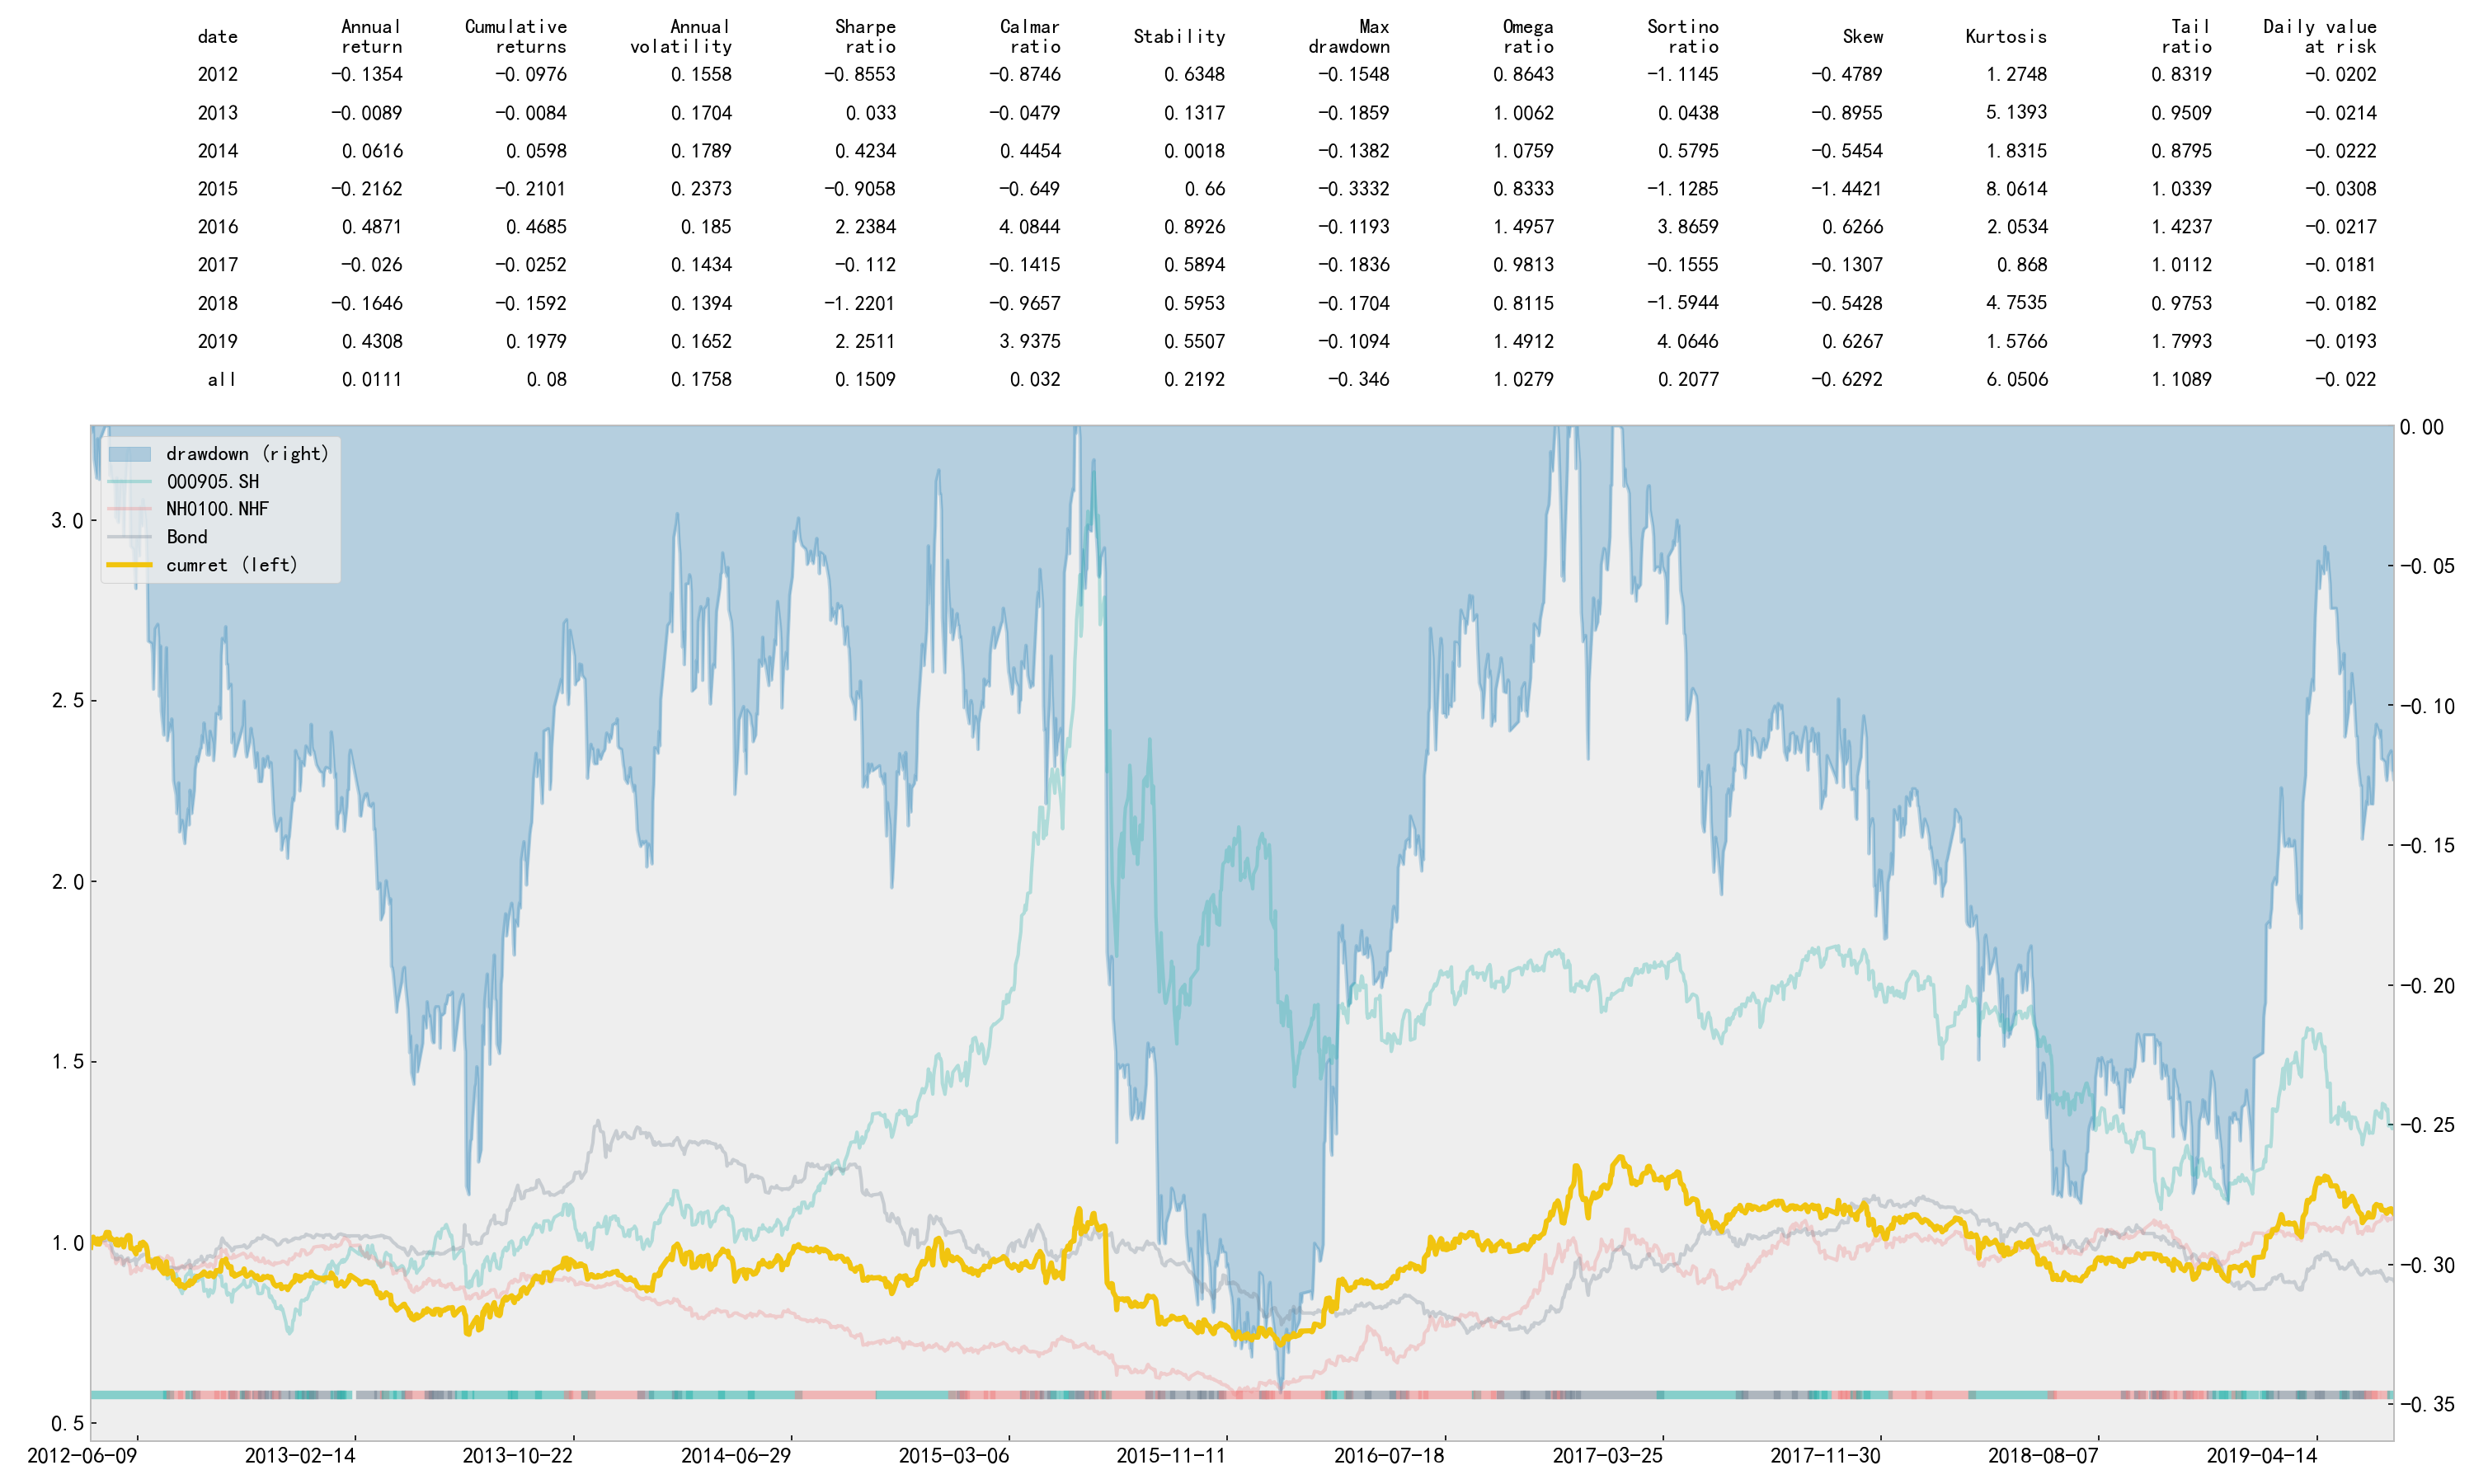 date Annual return Cumulative returns Annual volatility Sharpe ratio Calmar ratio Stability Max drawdown Omega ratio Sortino ratio Skew Kurtosis Tail ratio Daily value at risk
2012 -0.1354 -0.0976 0.1558 -0.8553 -0.8746 0.6348 -0.1548 0.8643 -1.1145 -0.4789 1.2748 0.8319 -0.0202
2013 -0.0089 -0.0084 0.1704 0.033 -0.0479 0.1317 -0.1859 1.0062 0.0438 -0.8955 5.1393 0.9509 -0.0214
2014 0.0616 0.0598 0.1789 0.4234 0.4454 0.0018 -0.1382 1.0759 0.5795 -0.5454 1.8315 0.8795 -0.0222
2015 -0.2162 -0.2101 0.2373 -0.9058 -0.649 0.66 -0.3332 0.8333 -1.1285 -1.4421 8.0614 1.0339 -0.0308
2016 0.4871 0.4685 0.185 2.2384 4.0844 0.8926 -0.1193 1.4957 3.8659 0.6266 2.0534 1.4237 -0.0217
2017 -0.026 -0.0252 0.1434 -0.112 -0.1415 0.5894 -0.1836 0.9813 -0.1555 -0.1307 0.868 1.0112 -0.0181
2018 -0.1646 -0.1592 0.1394 -1.2201 -0.9657 0.5953 -0.1704 0.8115 -1.5944 -0.5428 4.7535 0.9753 -0.0182
2019 0.4308 0.1979 0.1652 2.2511 3.9375 0.5507 -0.1094 1.4912 4.0646 0.6267 1.5766 1.7993 -0.0193
all 0.0111 0.08 0.1758 0.1509 0.032 0.2192 -0.346 1.0279 0.2077 -0.6292 6.0506 1.1089 -0.022
drawdown (right)
000905.SH
NH0100.NHF
Bond
cumret (left)
3.0
2.5
2.0
1.5
1.0
0.5
0.00
-0.05
-0.10
-0.15
-0.20
-0.25
-0.30
-0.35
2012-06-09 2013-02-14 2013-10-22 2014-06-29 2015-03-06 2015-11-11 2016-07-18 2017-03-25 2017-11-30 2018-08-07 2019-04-14